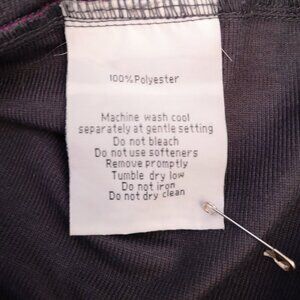 100%Polyester
Machine wash cool
separately at gentle setting
Do not bleach
Do not use softeners
Remove promptly
Tumble dry low
Do not iron
Do not dry clean